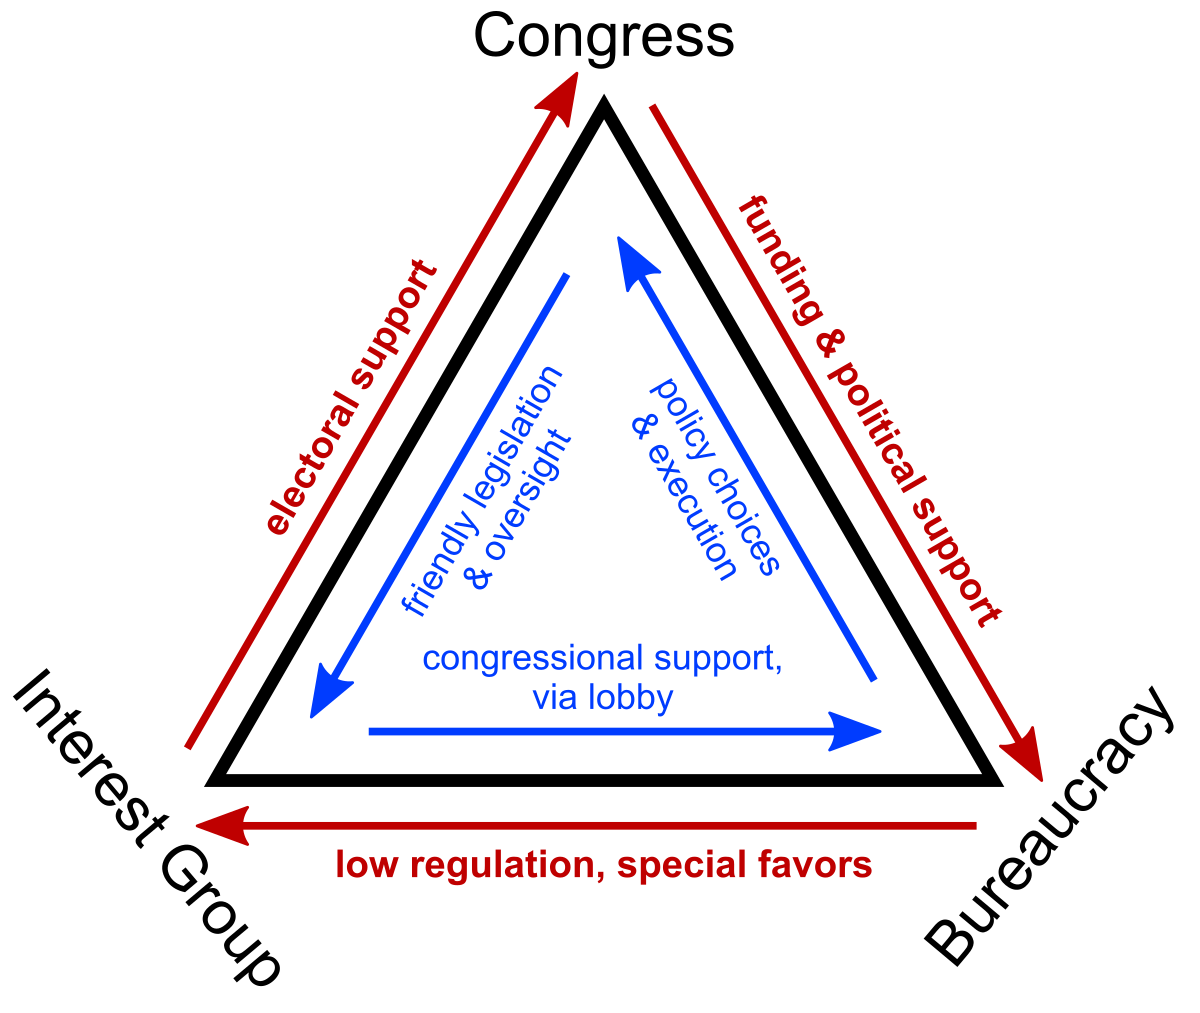 Congress
electoral support
funding & political support
friendly legislation
& oversight
policy choices
& execution
congressional support,
via lobby
Interest Group
Bureaucracy
low regulation, special favors